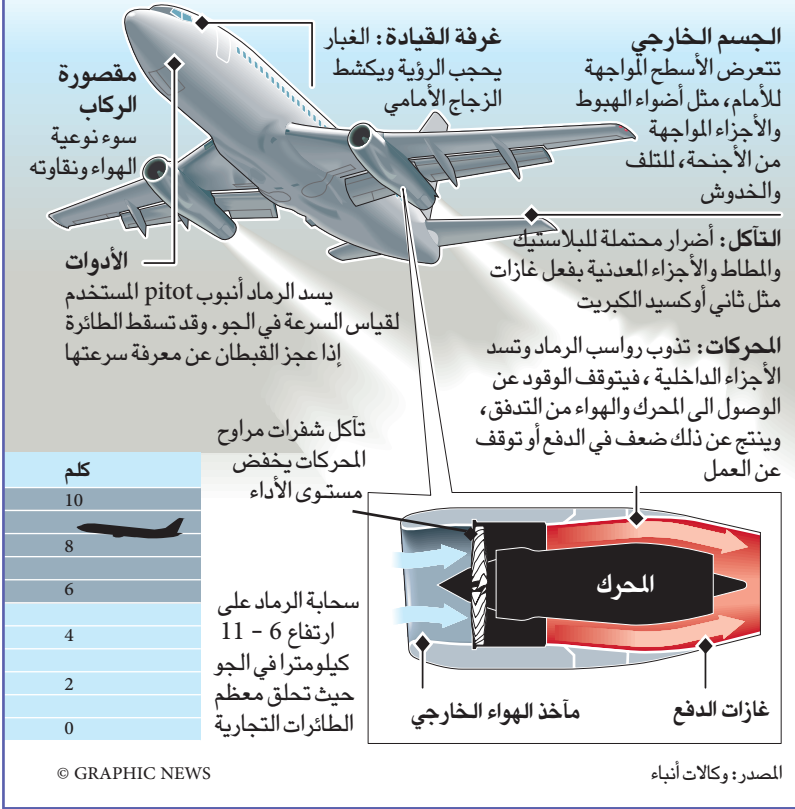 الجسم الخارجي
تتعرض الأسطح المواجهة
للأمام، مثل أضواء الهبوط
والأجزاء المواجهة
من الأجنحة، للتلف
والخدوش
غرفة القيادة: الغبار
يحجب الرؤية ويكشط
الزجاج الأمامي
مقصورة
الركاب
سوء نوعية
الهواء ونقاوته
التآكل: أضرار محتملة للبلاستيك
والمطاط والأجزاء المعدنية بفعل غازات
مثل ثاني أوكسيد الكبريت
الأدوات
يسد الرماد أنبوب pitot المستخدم
لقياس السرعة في الجو. وقد تسقط الطائرة
إذا عجز القبطان عن معرفة سرعتها
المحركات: تذوب رواسب الرماد وتسد
الأجزاء الداخلية، فيتوقف الوقود عن
الوصول الى المحرك والهواء من التدفق،
وينتج عن ذلك ضعف في الدفع أو توقف
عن العمل
تآكل شفرات مراوح
المحركات يخفض
مستوى الأداء
المحرك
غازات الدفع
مآخذ الهواء الخارجي
سحابة الرماد على
ارتفاع 6 - 11
كيلومترا في الجو
حيث تحلق معظم
الطائرات التجارية
كلم
10
8
6
4
2
0
المصدر: وكالات أنباء
© GRAPHIC NEWS